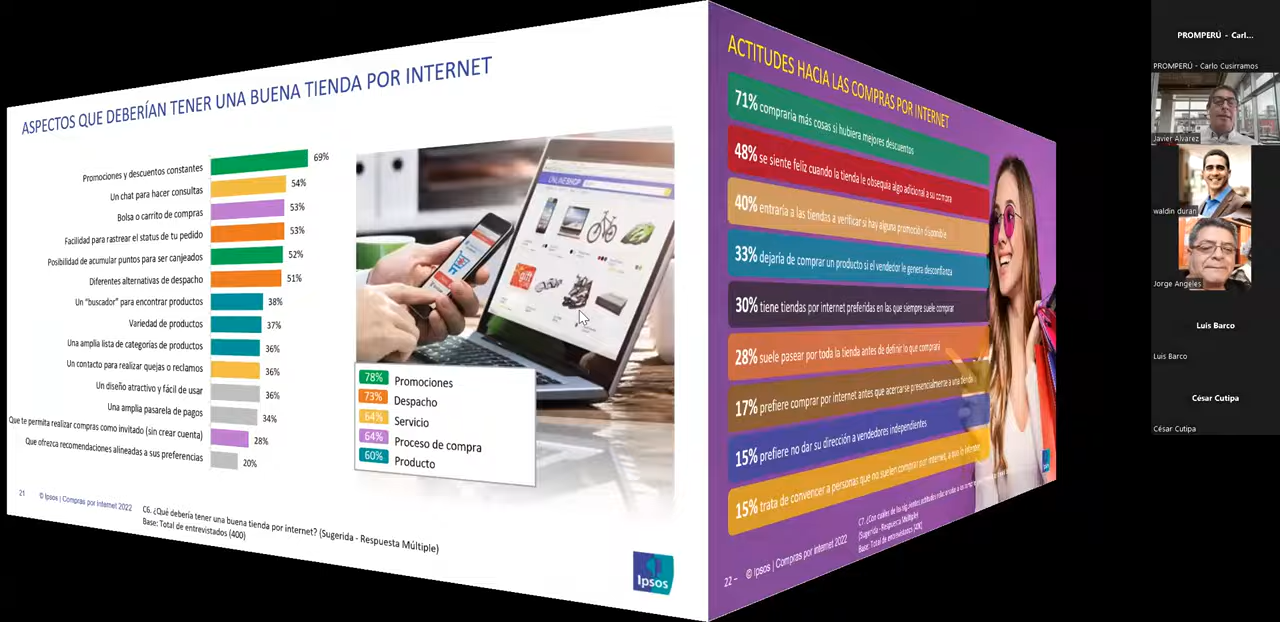 ASPECTOS QUE DEBERÍAN TENER UNA BUENA TIENDA POR INTERNET
Promociones y descuentos constantes 69%
Un chat para hacer consultas 54%
Bolsa o carrito de compras 53%
Facilidad para rastrear el status de tu pedido 53%
Posibilidad de acumular puntos para ser canjeados 52%
Diferentes alternativas de despacho 51%
Un "buscador" para encontrar productos 38%
Variedad de productos 37%
Una amplia lista de categorías de productos 36%
Un contacto para realizar quejas o reclamos 36%
Un diseño atractivo y fácil de usar 36%
Una amplia pasarela de pagos 34%
Que te permita realizar compras como invitado (sin crear cuenta) 28%
Que ofrezca recomendaciones alineadas a sus preferencias 20%
ONLINESHOP
78% Promociones
73% Despacho
64% Servicio
64% Proceso de compra
60% Producto
21 © Ipsos | Compras por Internet 2022
C6. ¿Qué debería tener una buena tienda por internet? (Sugerida - Respuesta Múltiple)
Base: Total de entrevistados (400)
Ipsos
ACTITUDES HACIA LAS COMPRAS POR INTERNET
71% compraría más cosas si hubiera mejores descuentos
48% se siente feliz cuando la tienda le obsequia algo adicional a su compra
40% entraría a las tiendas a verificar si hay alguna promoción disponible
33% dejaría de comprar un producto si el vendedor le genera desconfianza
30% tiene tiendas por internet preferidas en las que siempre suele comprar
28% suele pasear por toda la tienda antes de definir lo que comprará
17% prefiere comprar por internet antes que acercarse presencialmente a una tienda
15% prefiere no dar su dirección a vendedores independientes
15% trata de convencer a personas que no suelen comprar por internet, a que lo intenten
22 – © Ipsos | Compras por internet 2022
(Sugerida - Respuesta Múltiple)
Base: Total de entrevistados
PROMPERÚ - Carl...
PROMPERÚ - Carlo Cusirramos
Javier Alvarez
waldin duran
Jorge Angeles
Luis Barco
Luis Barco
César Cutipa
César Cutipa